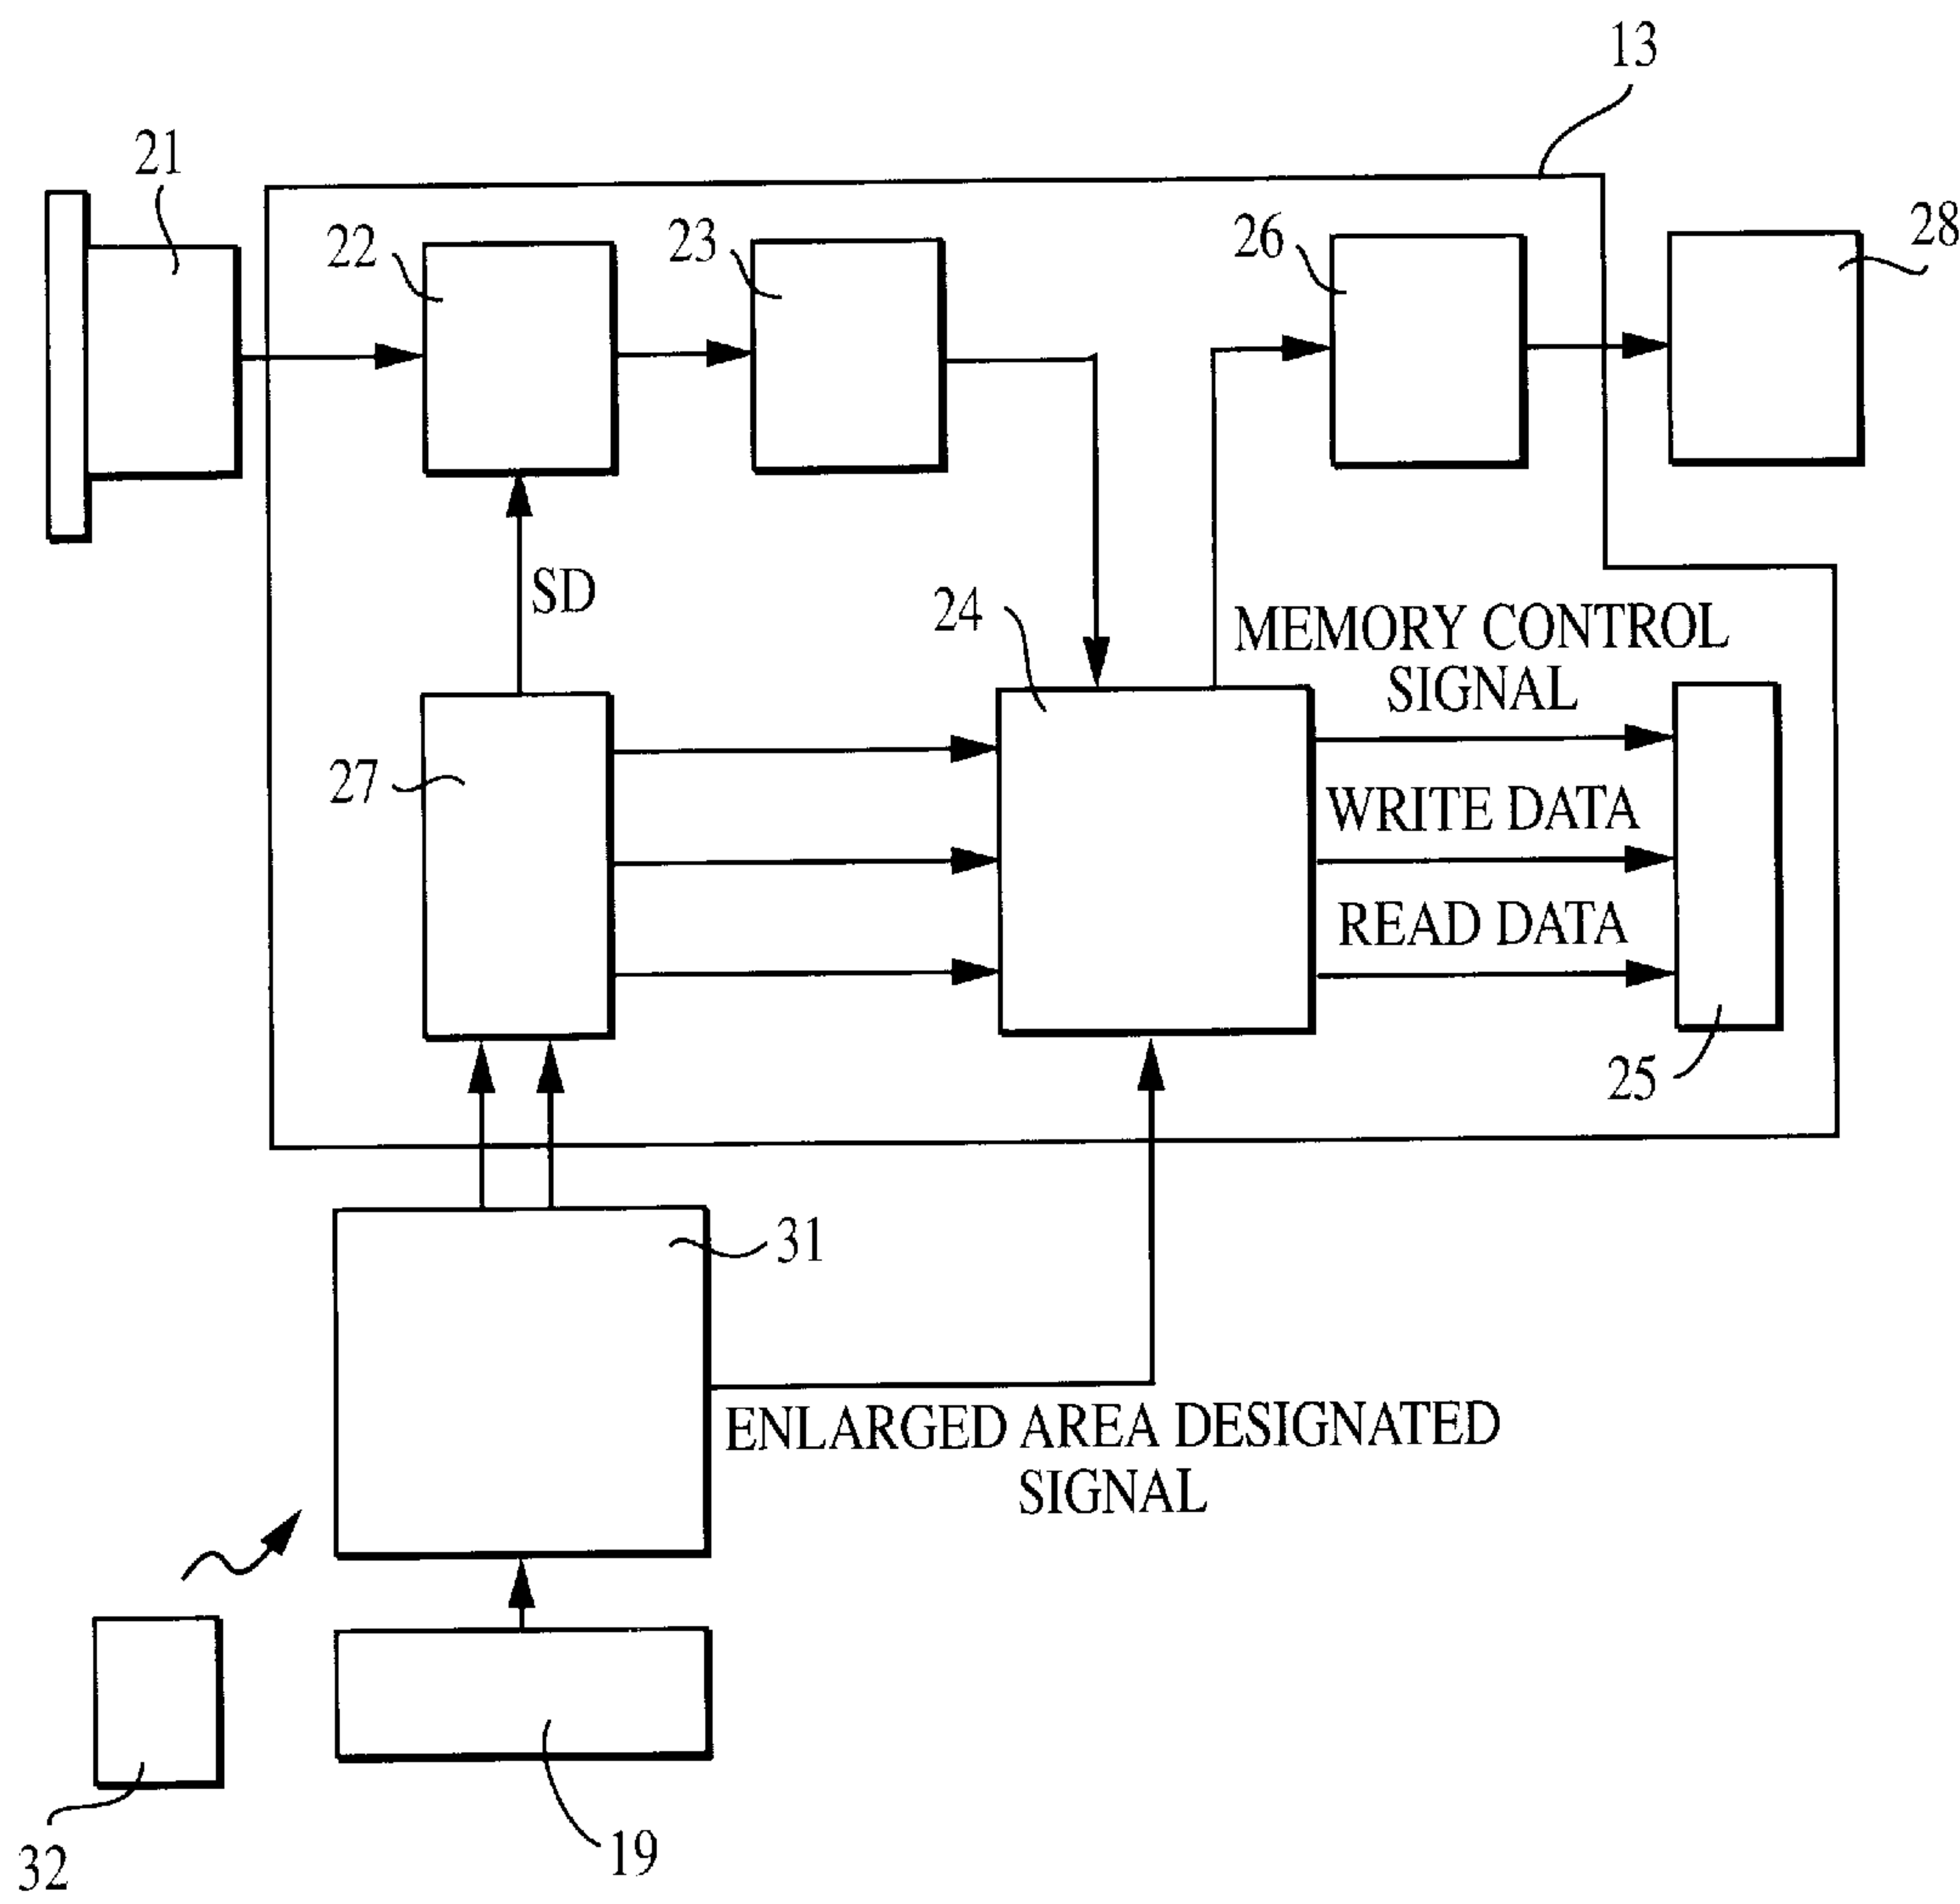 13
21
28
22
23
26
SD
24
MEMORY CONTROL
SIGNAL
27
WRITE DATA
READ DATA
25
31
ENLARGED AREA DESIGNATED
SIGNAL
32
19